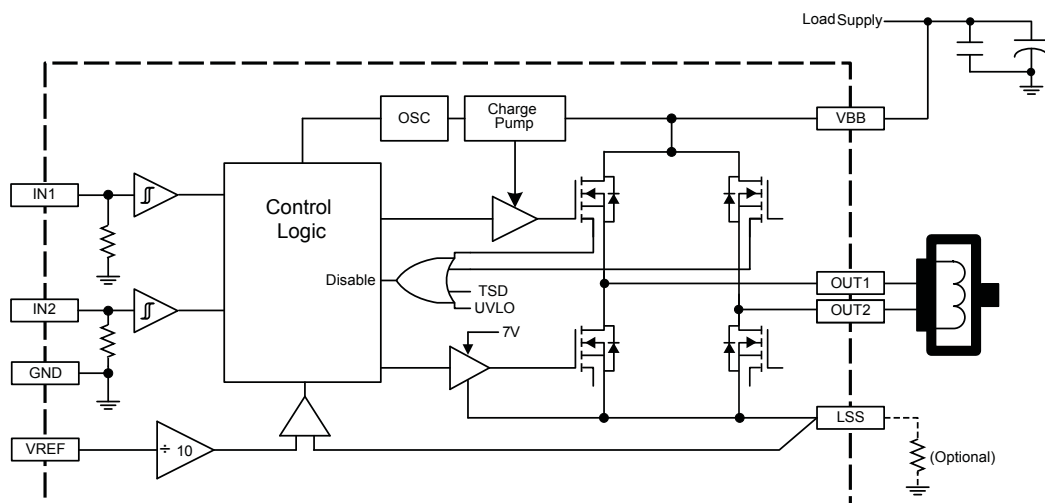 Load Supply
OSC
Charge
Pump
VBB
IN1
Control
Logic
Disable
TSD
UVLO
OUT1
IN2
OUT2
7V
GND
LSS
VREF
÷ 10
(Optional)